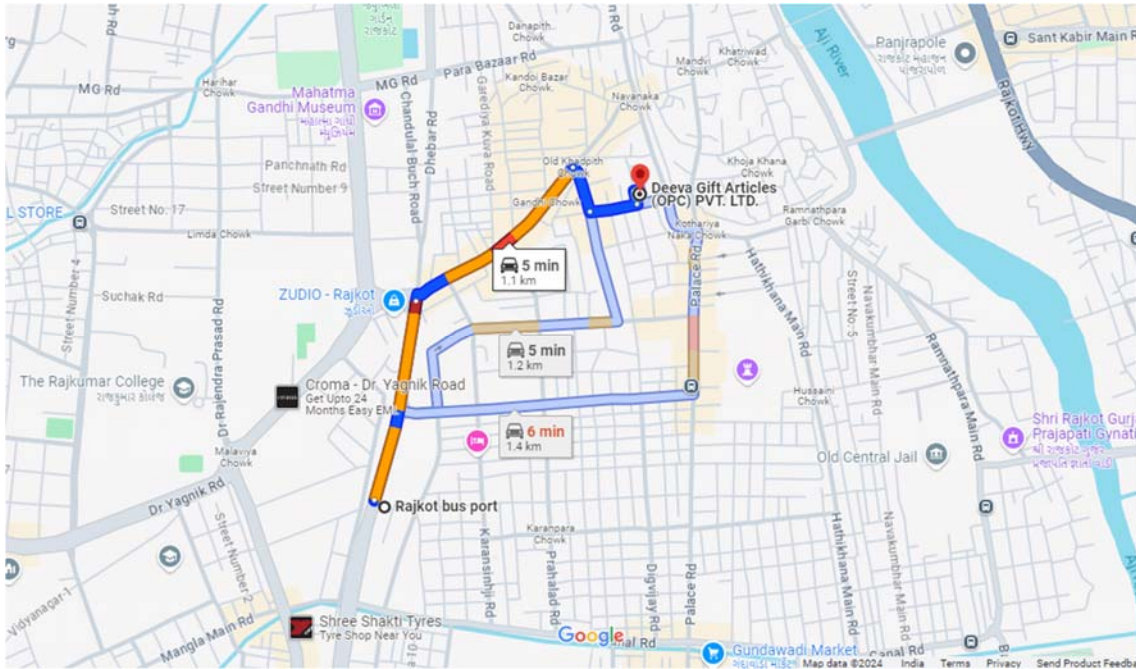 Danapith
Chowk
Para Bazaar Rd
MG Rd
MG Rd
Harihar
Chowk
Kandoi Bazar
Chowk
Mandvi
Chowk
Khatriwad
Chowk
Navanaka
Chowk
Aji River
Panjrapole
Sant Kabir Main R
Rajkot Hwy
Mahatma
Gandhi Museum
Chandulal Buch Road
Dhebar Rd
Garediya Kuva Road
Panchnath Rd
Street Number 9
L STORE
Street No. 17
Limda Chowk
Old Khadpith
Chowk
Gandhi Chowk
Deeva Gift Articles
(OPC) PVT. LTD.
Khoja Khana
Chowk
Kothariya
Naka Chowk
Ramnathpara
Garbi Chowk
5 min
1.1 km
Suchak Rd
Street Number 4
ZUDIO - Rajkot
ઝુડીઓ
Palace Rd
Hathikhana Main Rd
Street No. 5
Navakumbhar Main Rd
Ramnathpara Main Rd
5 min
1.2 km
The Rajkumar College
રાજકુમાર કોલેજ
Dr Rajendra Prasad Rd
Croma - Dr. Yagnik Road
Get Upto 24
Months Easy EM
Hussaini
Chowk
6 min
1.4 km
Malaviya
Chowk
Old Central Jail
Shri Rajkot Gurj
Prajapati Gynati
Dr Yagnik Rd
Rajkot bus port
Street Number 2
Karanpara
Chowk
Karansinhji Rd
Prahalad Rd
Digvijay Rd
Palace Rd
Hathikhana Main Rd
Navakumbhar Main Rd
Vidyanagar-1
Mangla Main Rd
Shree Shakti Tyres
Tyre Shop Near You
Google
Gundawadi Market
Canal Rd
Map data ©2024 India Terms Privacy Send Product Feedb